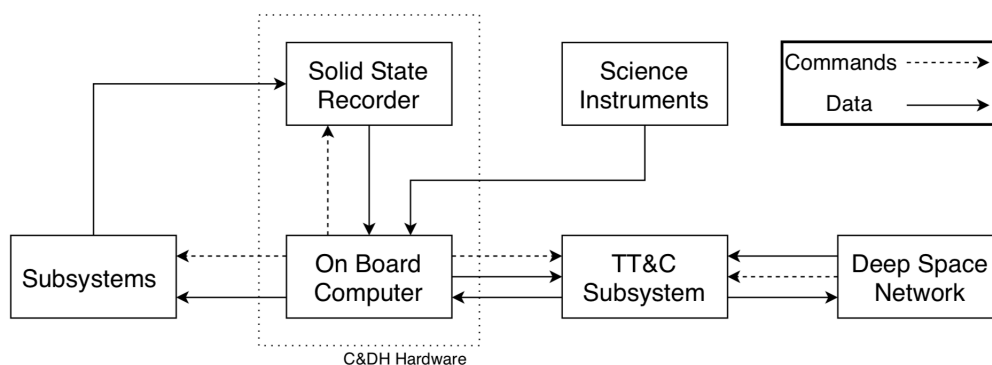 Solid State
Recorder
Science
Instruments
Commands
Data
Subsystems
On Board
Computer
TT&C
Subsystem
Deep Space
Network
C&DH Hardware